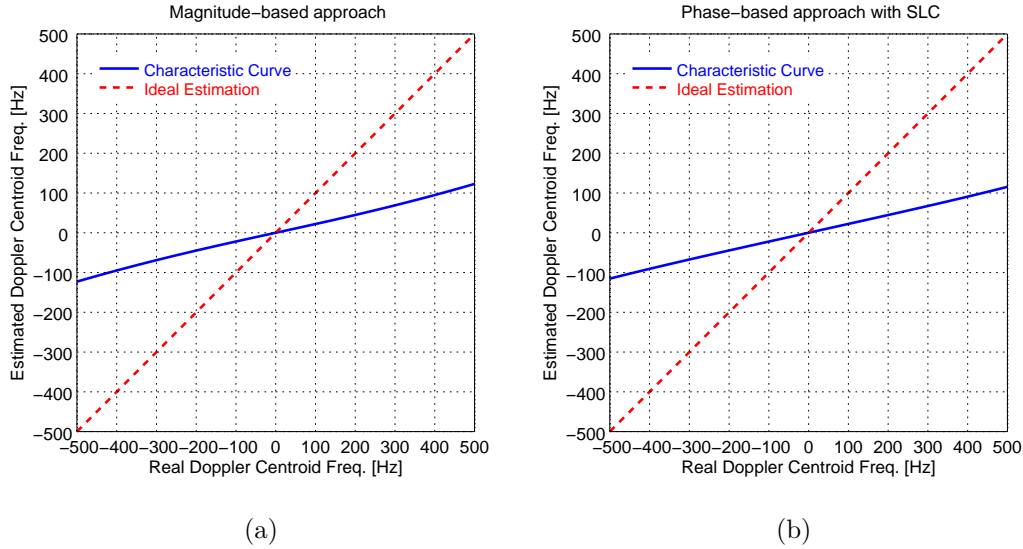 Magnitude−based approach
500
400
300
200
100
0
−100
−200
−300
−400
−500
−500−400−300−200−100 0 100 200 300 400 500
Real Doppler Centroid Freq. [Hz]
Estimated Doppler Centroid Freq. [Hz]
Characteristic Curve
Ideal Estimation
(a)
Phase−based approach with SLC
500
400
300
200
100
0
−100
−200
−300
−400
−500
−500−400−300−200−100 0 100 200 300 400 500
Real Doppler Centroid Freq. [Hz]
Estimated Doppler Centroid Freq. [Hz]
Characteristic Curve
Ideal Estimation
(b)